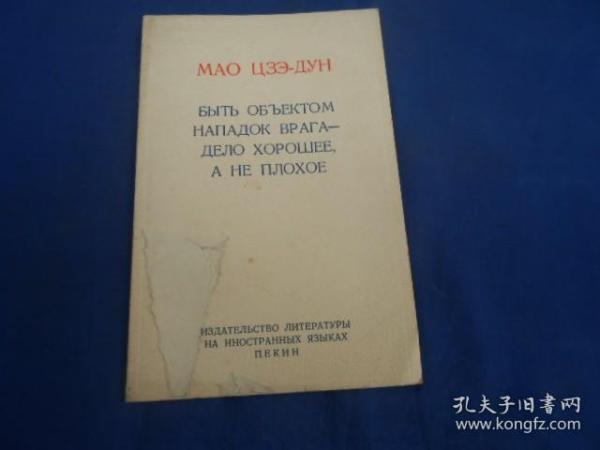 МАО ЦЗЭ-ДУН
БЫТЬ ОБЪЕКТОМ
НАПАДОК ВРАГА—
ДЕЛО ХОРОШЕЕ,
А НЕ ПЛОХОЕ
ИЗДАТЕЛЬСТВО ЛИТЕРАТУРЫ
НА ИНОСТРАННЫХ ЯЗЫКАХ
ПЕКИН
孔夫子旧書网
www.kongfz.com